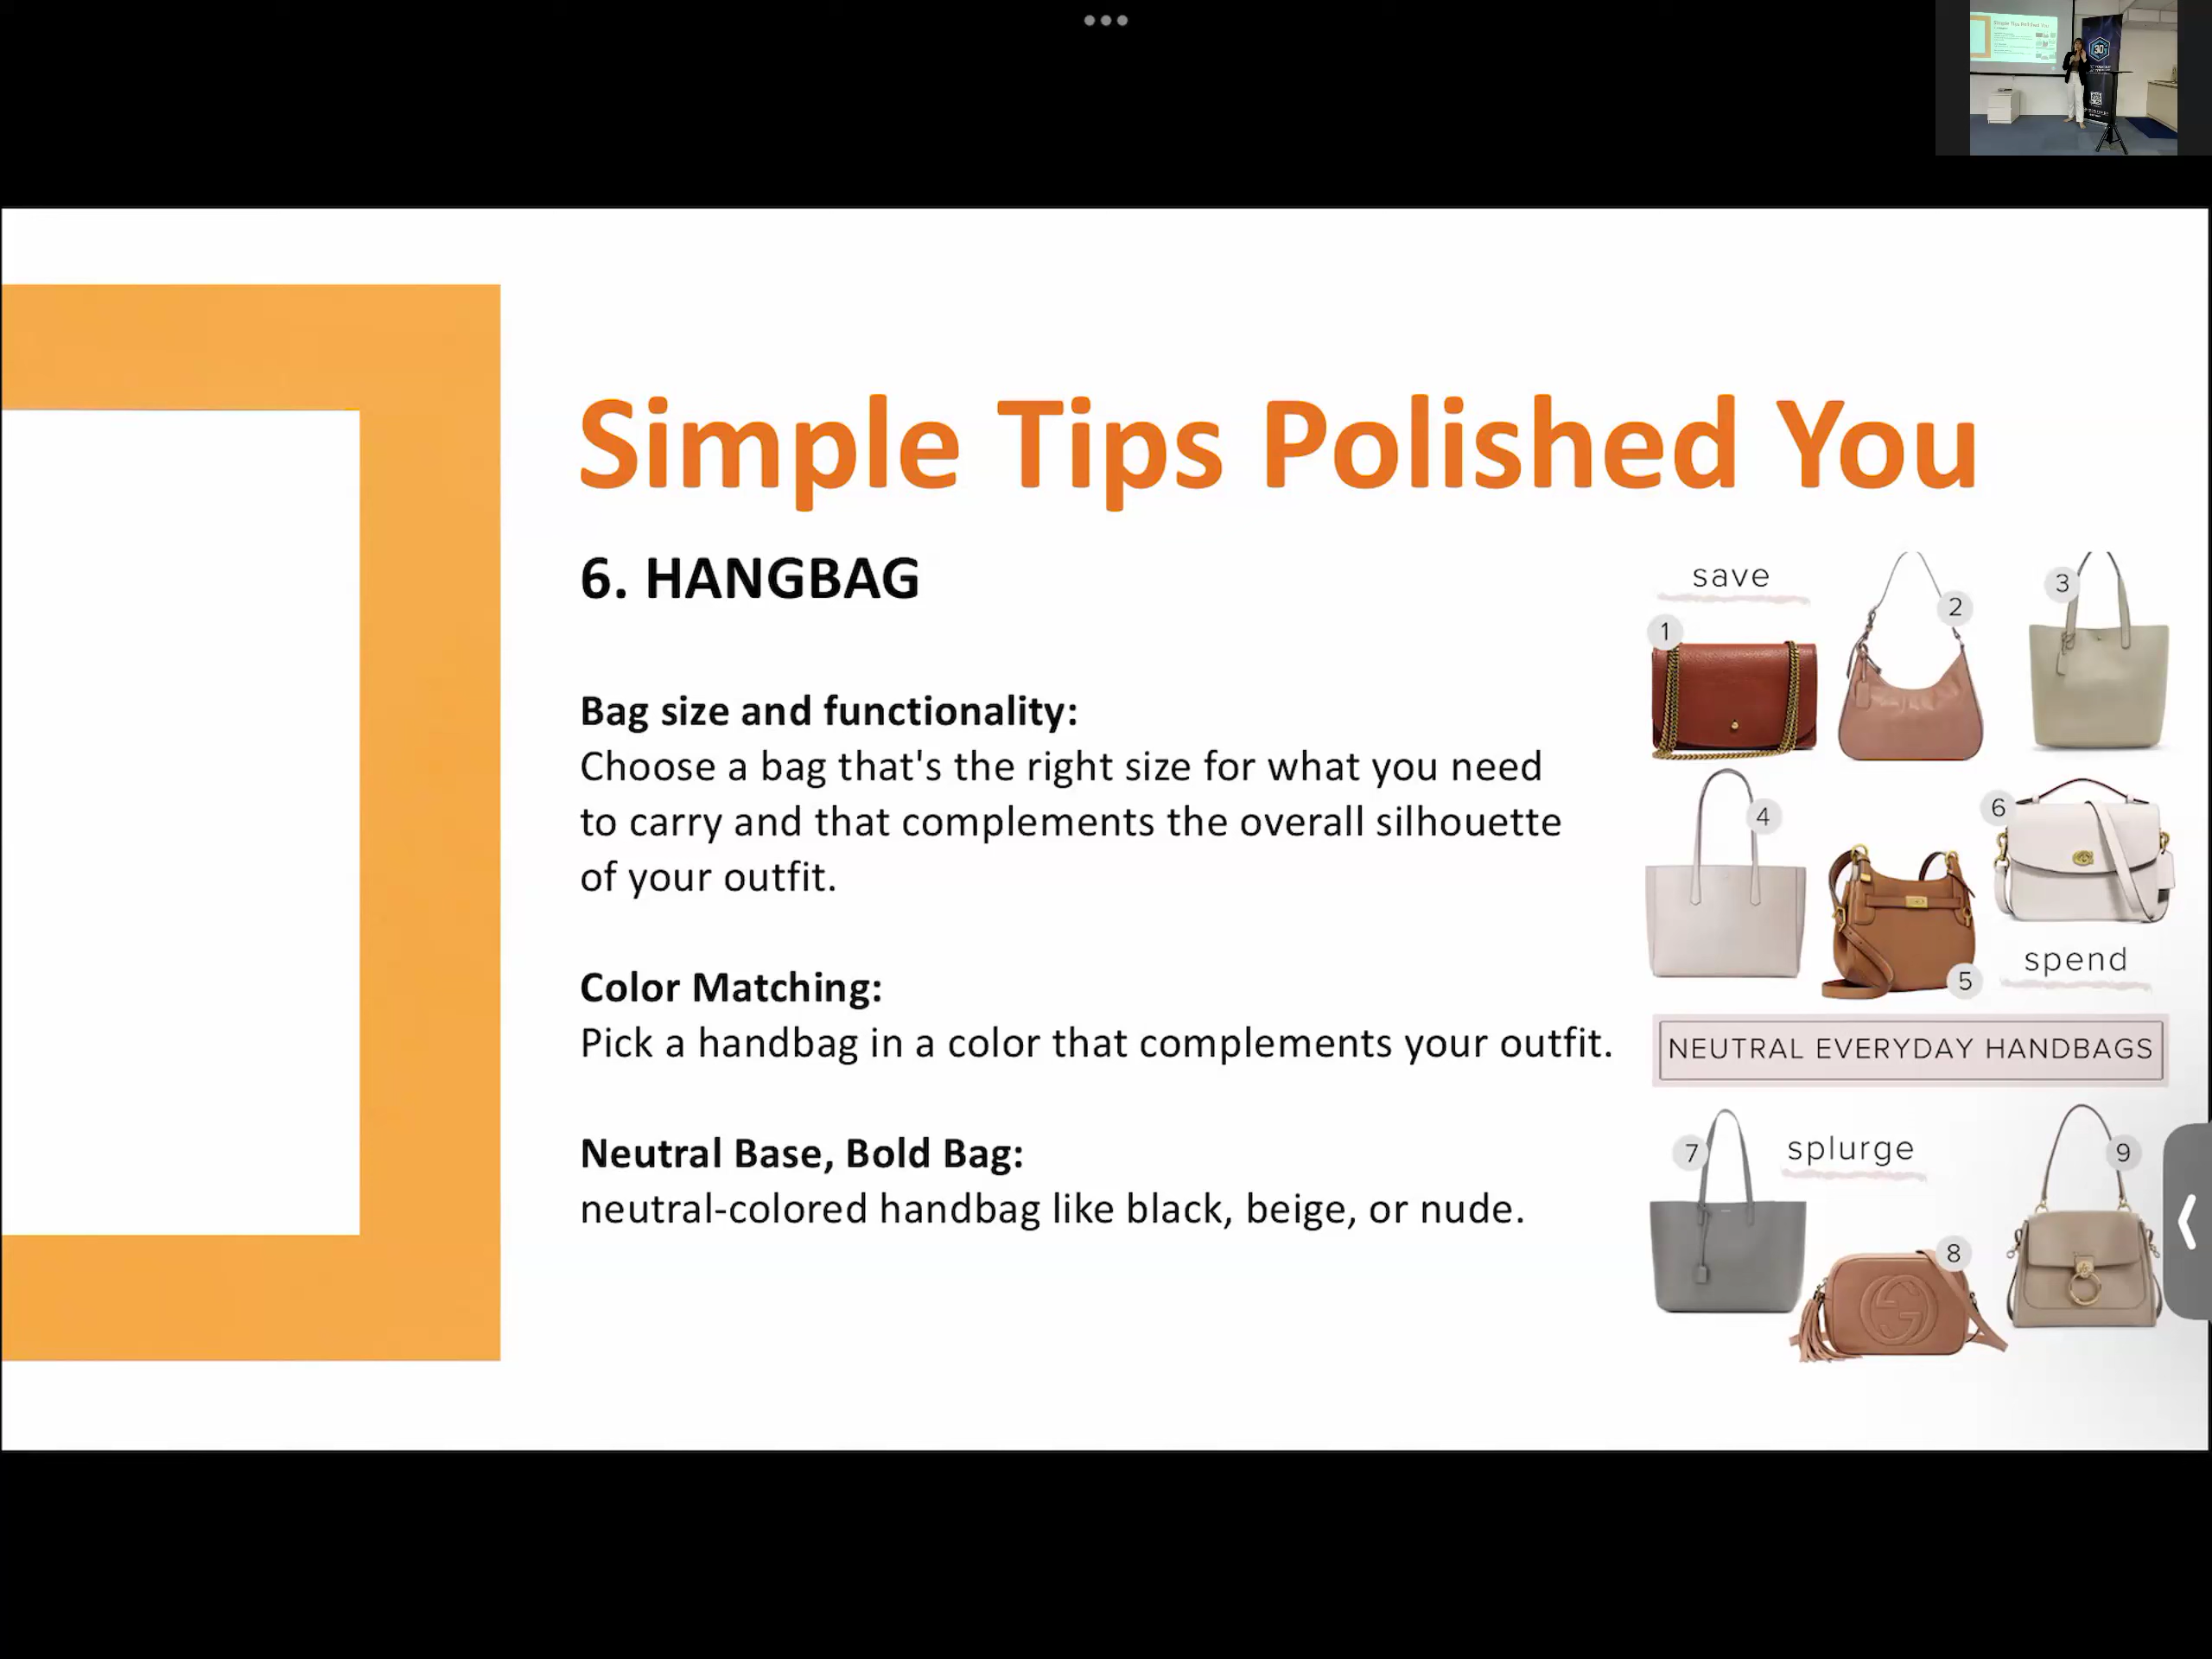 Simple Tips Polished You
6. HANGBAG
Bag size and functionality:
Choose a bag that's the right size for what you need
to carry and that complements the overall silhouette
of your outfit.
Color Matching:
Pick a handbag in a color that complements your outfit.
Neutral Base, Bold Bag:
neutral-colored handbag like black, beige, or nude.
save
1
2
3
4
5
6
spend
NEUTRAL EVERYDAY HANDBAGS
7
splurge
8
9